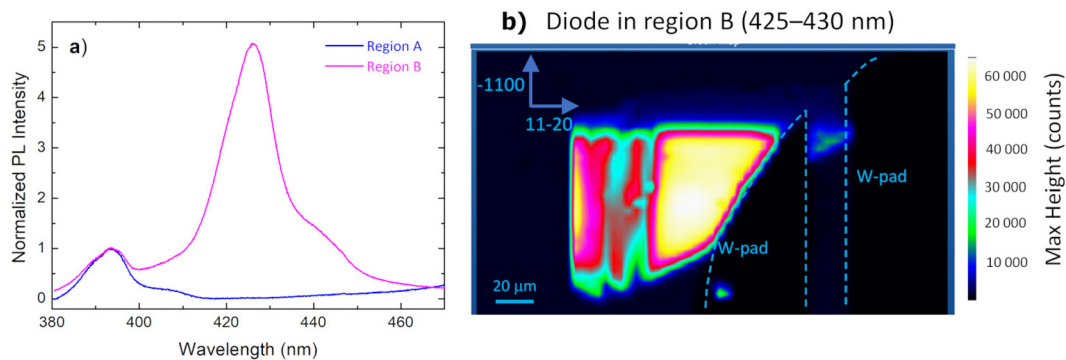 a)
Region A
Region B
Normalized PL Intensity
5
4
3
2
1
0
380 400 420 440 460
Wavelength (nm)
b) Diode in region B (425–430 nm)
-1100
11-20
W-pad
W-pad
20 μm
60 000
50 000
40 000
30 000
20 000
10 000
Max Height (counts)